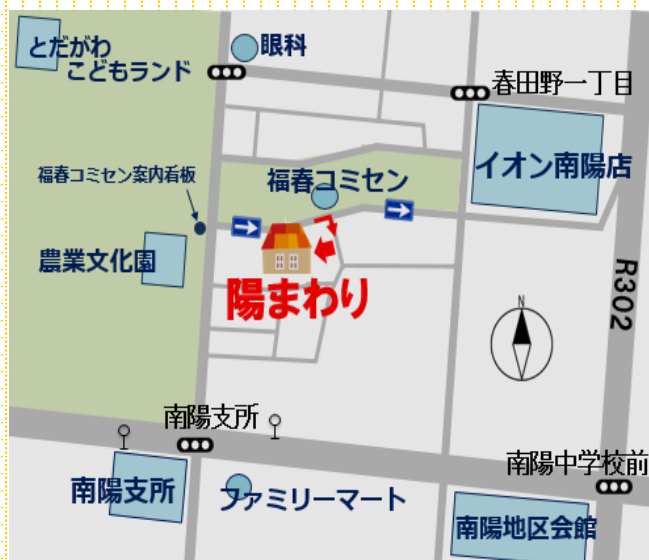 とだがわ
こどもランド
眼科
春田野一丁目
イオン南陽店
福春コミセン案内看板
福春コミセン
農業文化園
陽まわり
R302
N
南陽支所
南陽中学校前
南陽支所
ファミリーマート
南陽地区会館